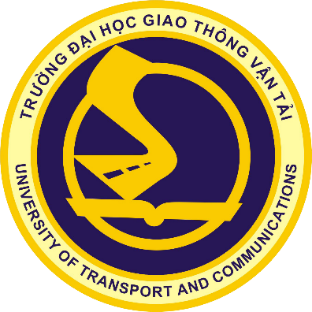 TRƯỜNG ĐẠI HỌC GIAO THÔNG VẬN TẢI
UNIVERSITY OF TRANSPORT AND COMMUNICATIONS